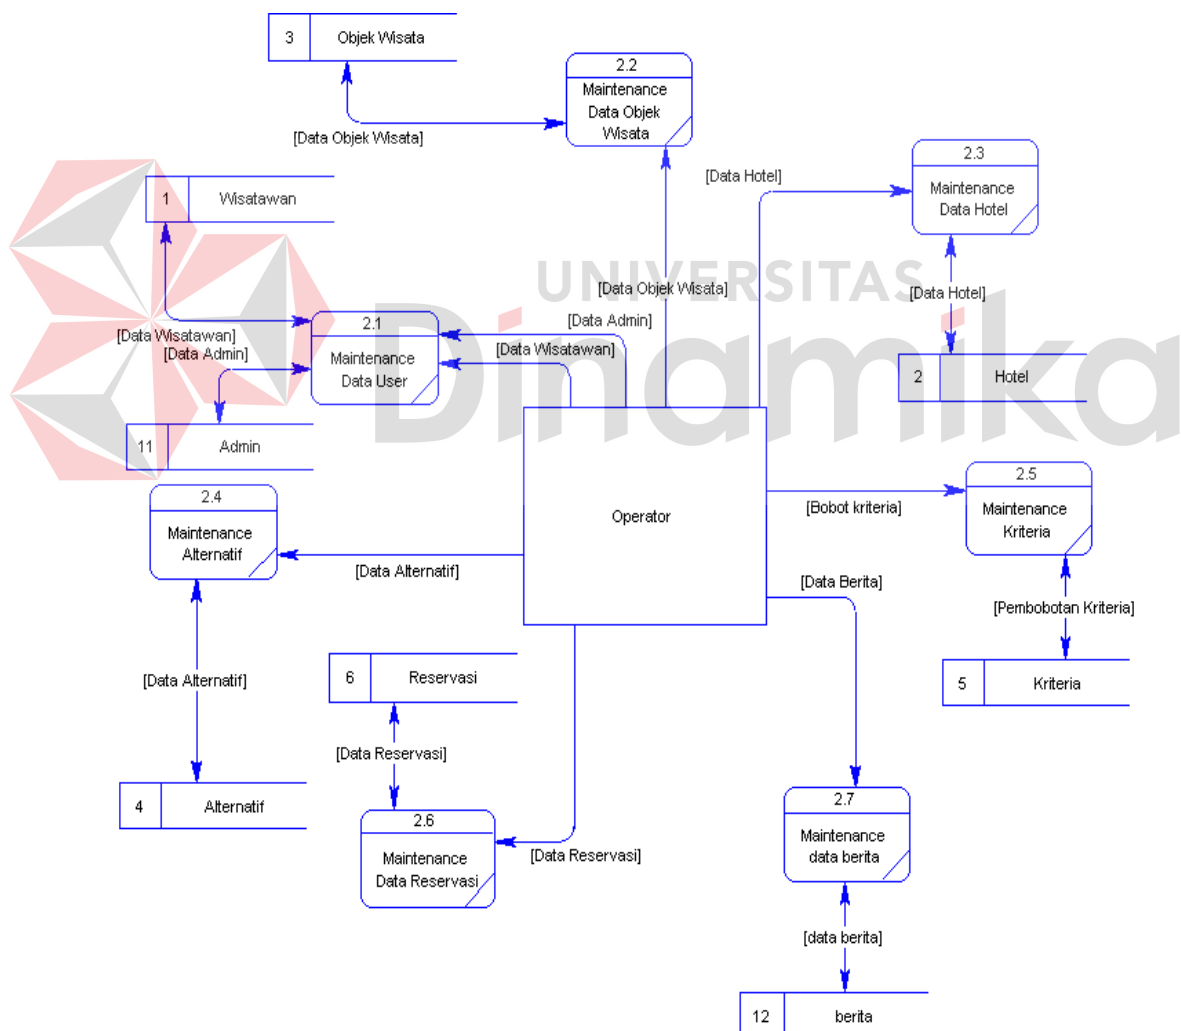 3 Objek Wisata
2.2
Maintenance
Data Objek
Wisata
[Data Objek Wisata]
2.3
Maintenance
Data Hotel
[Data Hotel]
1 Wisatawan
UNIVERSITAS
Dinamika
[Data Objek Wisata]
[Data Hotel]
[Data Wisatawan]
[Data Admin]
2.1
Maintenance
Data User
[Data Admin]
[Data Wisatawan]
2 Hotel
11 Admin
2.4
Maintenance
Alternatif
Operator
[Bobot kriteria]
2.5
Maintenance
Kriteria
[Data Alternatif]
[Data Berita]
[Pembobotan Kriteria]
[Data Alternatif]
6 Reservasi
5 Kriteria
[Data Reservasi]
4 Alternatif
2.6
Maintenance
Data Reservasi
[Data Reservasi]
2.7
Maintenance
data berita
[data berita]
12 berita